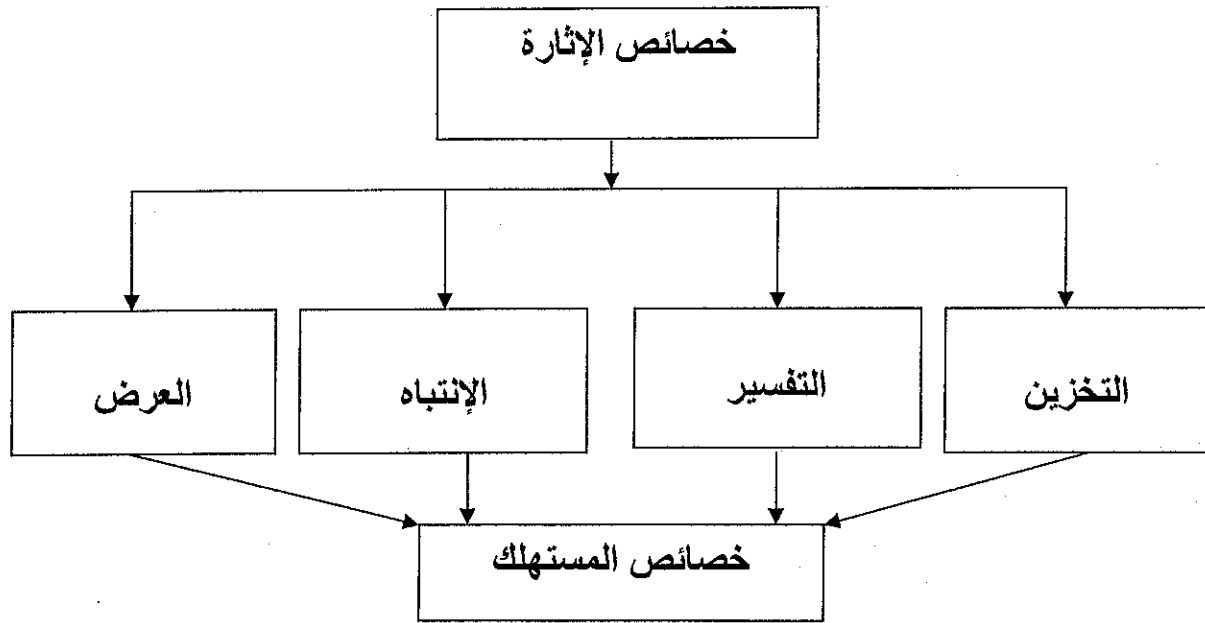 خصائص الإثارة
التخزين
التفسير
الإنتباه
العرض
خصائص المستهلك